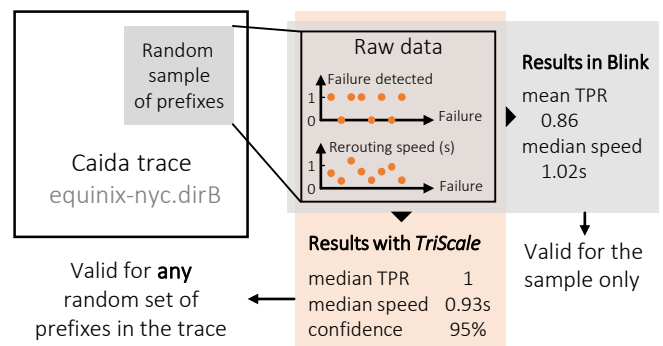 Random
sample
of prefixes
Caida trace
equinix-nyc.dirB
Raw data
Failure detected
1
0
Failure
Rerouting speed (s)
1
0
Failure
Results in Blink
mean TPR
0.86
median speed
1.02s
Valid for the
sample only
Results with TriScale
median TPR 1
median speed 0.93s
confidence 95%
Valid for any
random set of
prefixes in the trace